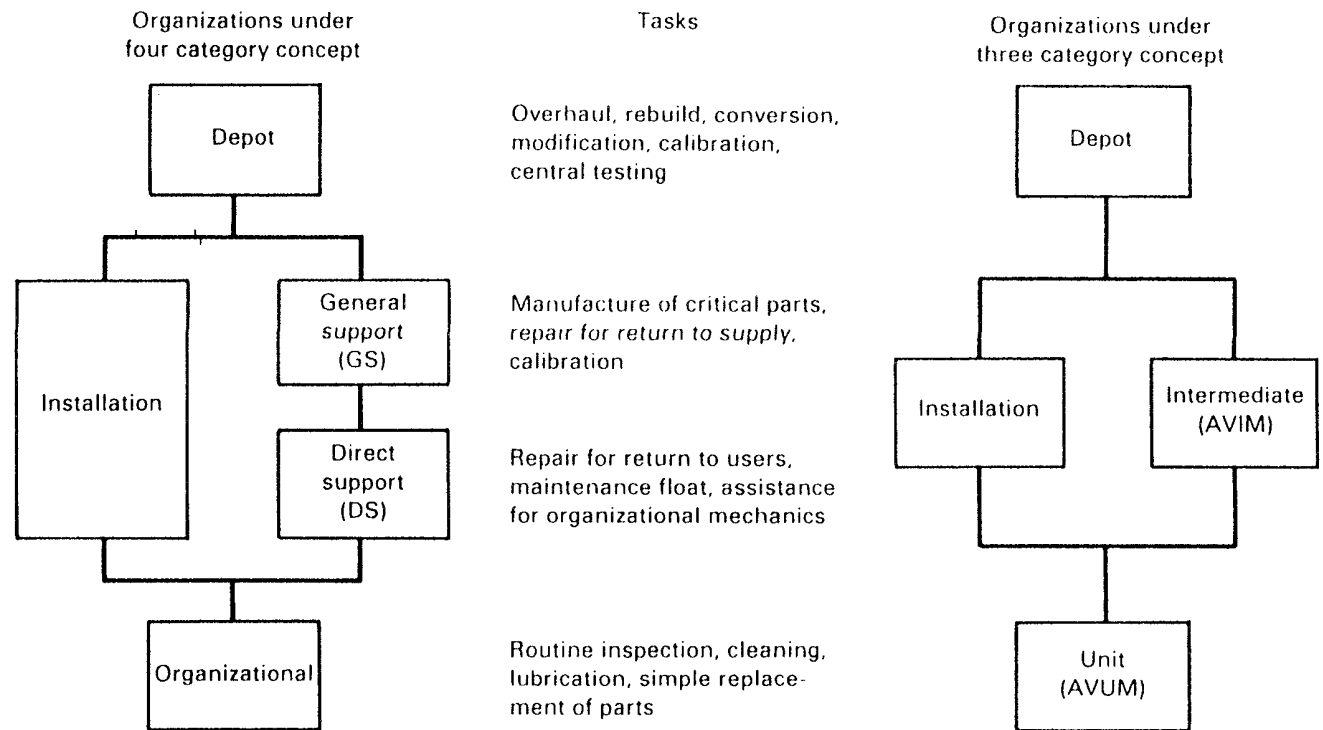 Organizations under
four category concept
Tasks
Organizations under
three category concept
Depot
Overhaul, rebuild, conversion,
modification, calibration,
central testing
Depot
Installation
General
support
(GS)
Manufacture of critical parts,
repair for return to supply,
calibration
Direct
support
(DS)
Repair for return to users,
maintenance float, assistance
for organizational mechanics
Installation
Intermediate
(AVIM)
Organizational
Routine inspection, cleaning,
lubrication, simple replace-
ment of parts
Unit
(AVUM)